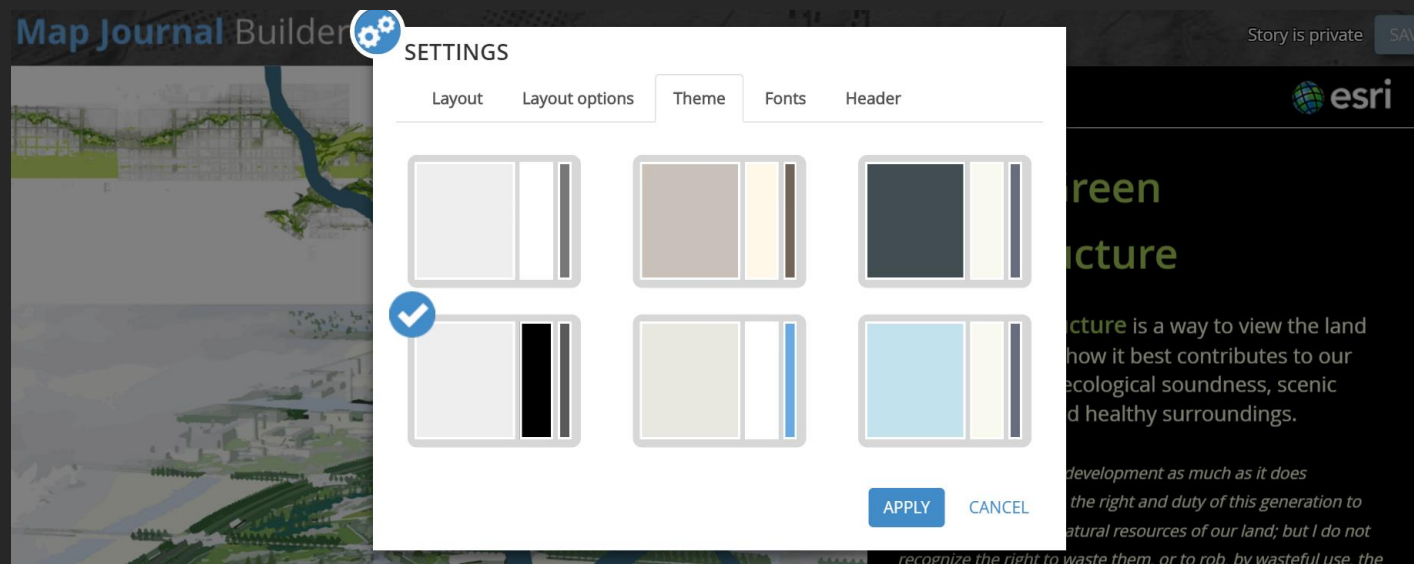 Map Journal Builder
Story is private
SAV
SETTINGS
Layout Layout options Theme Fonts Header
esri
reen
cture
cture is a way to view the land
how it best contributes to our
ecological soundness, scenic
d healthy surroundings.
development as much as it does
the right and duty of this generation to
atural resources of our land; but I do not
recognize the right to waste them, or to rob, by wasteful use, the
APPLY CANCEL